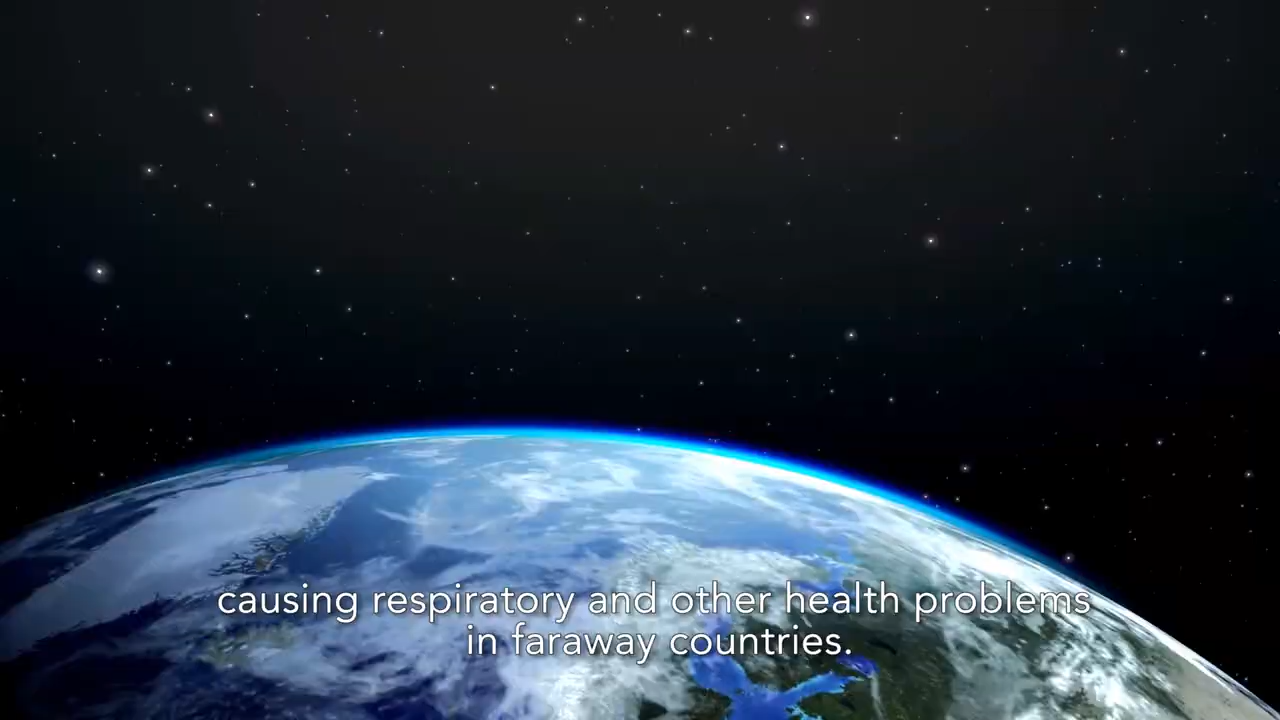 causing respiratory and other health problems
in faraway countries.